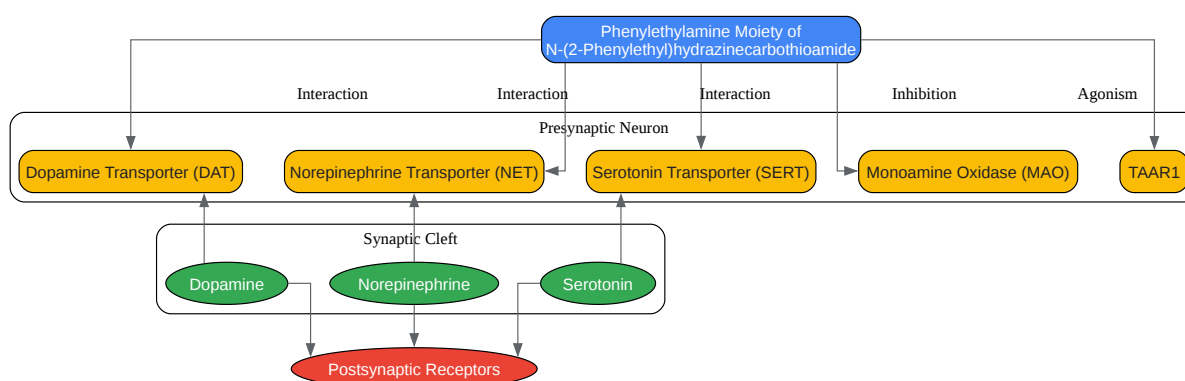 Phenylethylamine Moiety of
N-(2-Phenylethyl)hydrazinecarbothioamide
Interaction Interaction Interaction Inhibition Agonism
Presynaptic Neuron
Dopamine Transporter (DAT) Norepinephrine Transporter (NET) Serotonin Transporter (SERT) Monoamine Oxidase (MAO) TAAR1
Synaptic Cleft
Dopamine Norepinephrine Serotonin
Postsynaptic Receptors